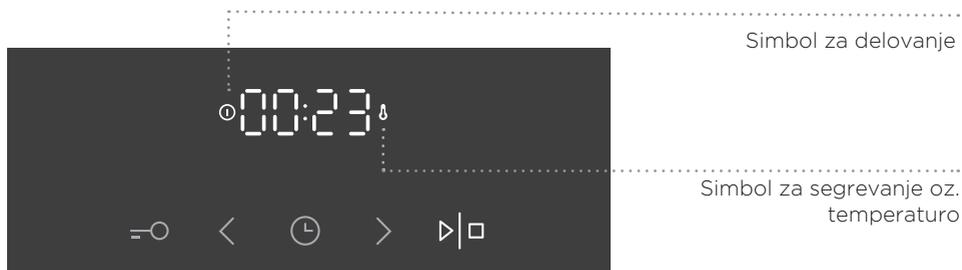 Simbol za delovanje
00:23
Simbol za segrevanje oz.
temperaturo